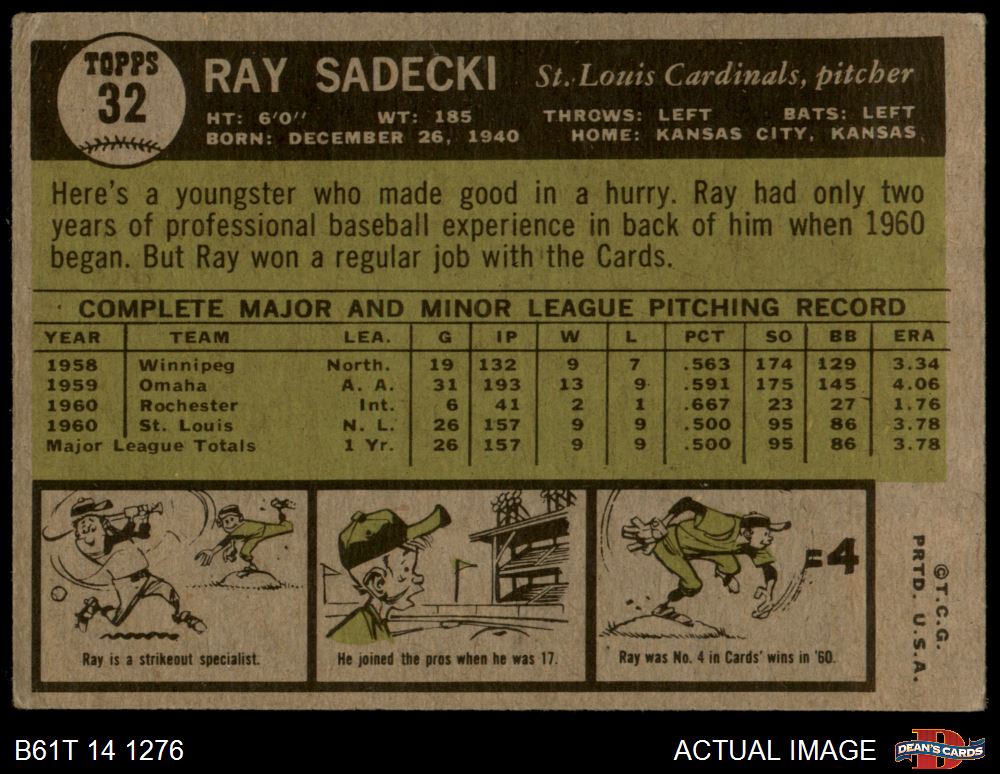 TOPPS
32
RAY SADECKI St. Louis Cardinals, pitcher
HT: 6'0" WT: 185 THROWS: LEFT BATS: LEFT
BORN: DECEMBER 26, 1940 HOME: KANSAS CITY, KANSAS
Here's a youngster who made good in a hurry. Ray had only two
years of professional baseball experience in back of him when 1960
began. But Ray won a regular job with the Cards.
COMPLETE MAJOR AND MINOR LEAGUE PITCHING RECORD
YEAR TEAM LEA. G IP W L PCT SO BB ERA
1958 Winnipeg North. 19 132 9 7 .563 174 129 3.34
1959 Omaha A. A. 31 193 13 9 .591 175 145 4.06
1960 Rochester Int. 6 41 2 1 .667 23 27 1.76
1960 St. Louis N. L. 26 157 9 9 .500 95 86 3.78
Major League Totals 1 Yr. 26 157 9 9 .500 95 86 3.78
Ray is a strikeout specialist.
He joined the pros when he was 17.
#4
Ray was No. 4 in Cards' wins in '60.
©T.C.G.
PRTD. U.S.A.
B61T 14 1276 ACTUAL IMAGE
D
DEAN'S CARDS